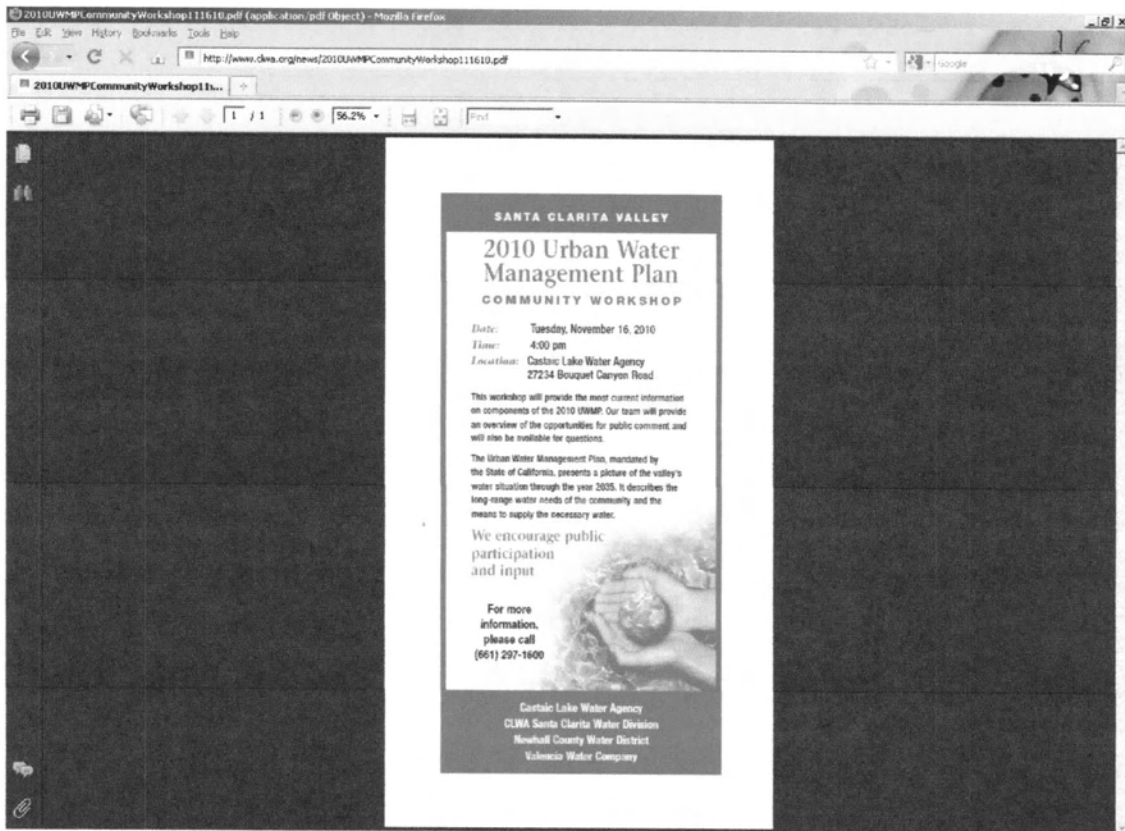 2010UWMPCommunityWorkshop111610.pdf (application/pdf Object) - Mozilla Firefox
File Edit View History Bookmarks Tools Help
http://www.clwa.org/news/2010UWMPCommunityWorkshop111610.pdf
Google
2010UWMPCommunityWorkshop11...
1 / 1
56.2%
Find
SANTA CLARITA VALLEY
2010 Urban Water
Management Plan
COMMUNITY WORKSHOP
Date: Tuesday, November 16, 2010
Time: 4:00 pm
Location: Castaic Lake Water Agency
27234 Bouquet Canyon Road
This workshop will provide the most current information
on components of the 2010 UWMP. Our team will provide
an overview of the opportunities for public comment and
will also be available for questions.
The Urban Water Management Plan, mandated by
the State of California, presents a picture of the valley's
water situation through the year 2035. It describes the
long-range water needs of the community and the
means to supply the necessary water.
We encourage public
participation
and input
For more
information,
please call
(661) 297-1600
Castaic Lake Water Agency
CLWA Santa Clarita Water Division
Newhall County Water District
Valencia Water Company